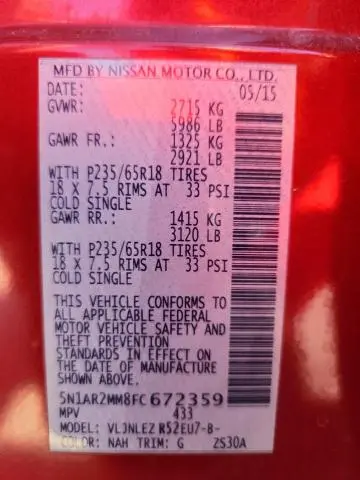 MFD BY NISSAN MOTOR CO., LTD.
DATE: 05/15
GVWR: 2715 KG
5986 LB
GAWR FR.: 1325 KG
2921 LB
WITH P235/65R18 TIRES
18 X 7.5 RIMS AT 33 PSI
COLD SINGLE
GAWR RR.: 1415 KG
3120 LB
WITH P235/65R18 TIRES
18 X 7.5 RIMS AT 33 PSI
COLD SINGLE
THIS VEHICLE CONFORMS TO
ALL APPLICABLE FEDERAL
MOTOR VEHICLE SAFETY AND
THEFT PREVENTION
STANDARDS IN EFFECT ON
THE DATE OF MANUFACTURE
SHOWN ABOVE.
5N1AR2MM8FC672359
MPV 433
MODEL: VLJNLEZ R52EU7-B-
COLOR: NAH TRIM: G ZS30A